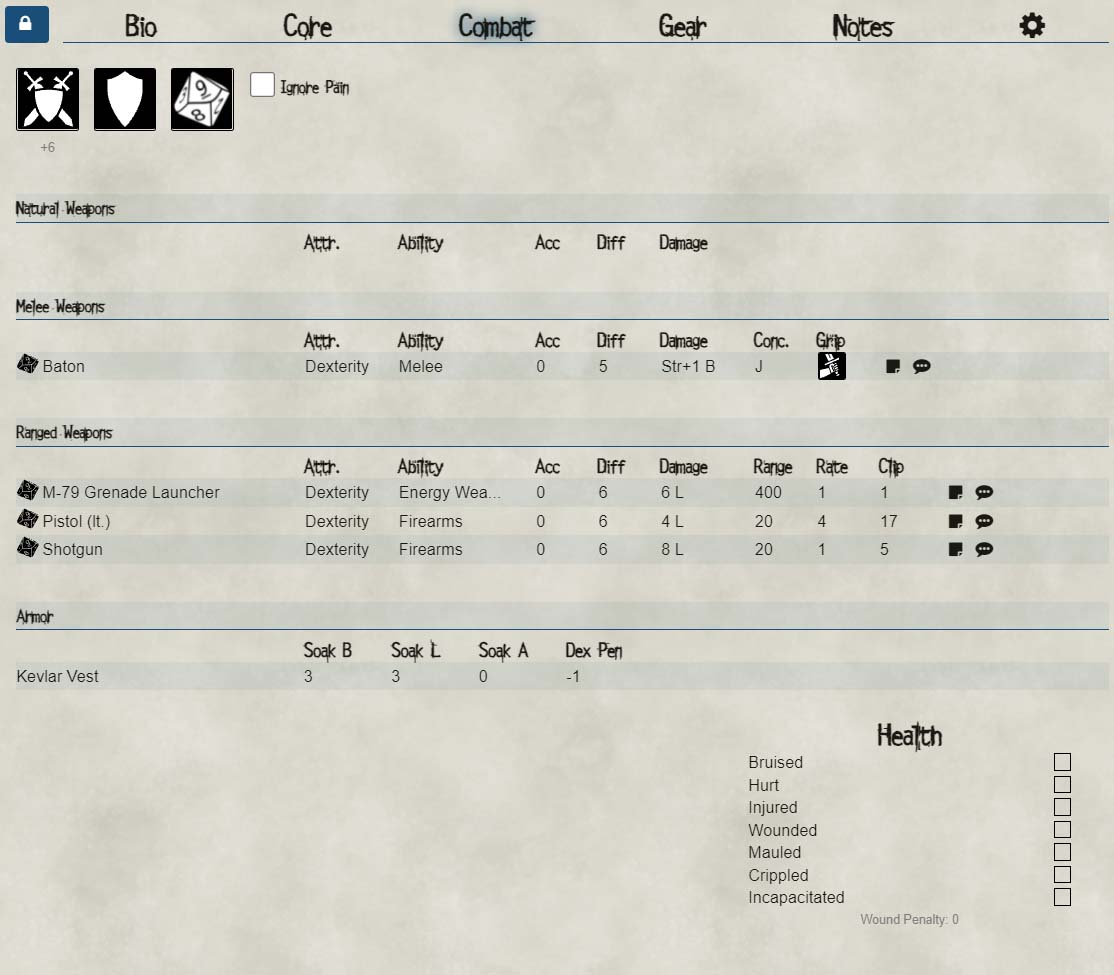 Bio Core Combat Gear Notes
Ignore Pain
+6
Natural Weapons
Attr. Ability Acc Diff Damage
Melee Weapons
Attr. Ability Acc Diff Damage Conc. Grip
Baton Dexterity Melee 0 5 Str+1 B J
Ranged Weapons
Attr. Ability Acc Diff Damage Range Rate Clip
M-79 Grenade Launcher Dexterity Energy Wea... 0 6 6 L 400 1 1
Pistol (lt.) Dexterity Firearms 0 6 4 L 20 4 17
Shotgun Dexterity Firearms 0 6 8 L 20 1 5
Armor
Soak B Soak L Soak A Dex Pen
Kevlar Vest 3 3 0 -1
Health
Bruised
Hurt
Injured
Wounded
Mauled
Crippled
Incapacitated
Wound Penalty: 0